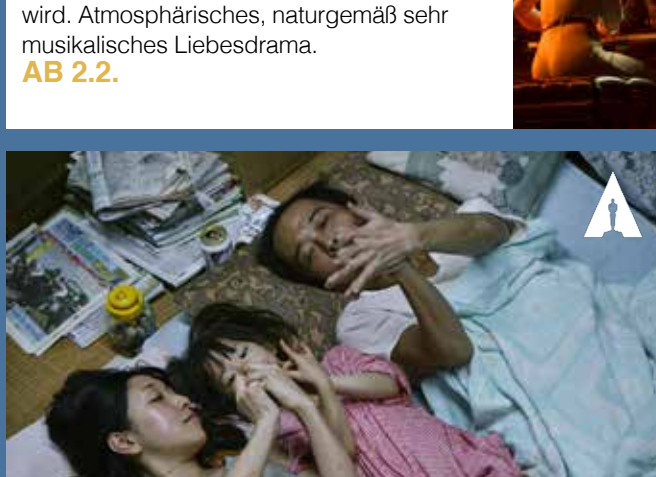 wird. Atmosphärisches, naturgemäß sehr
musikalisches Liebesdrama.
AB 2.2.